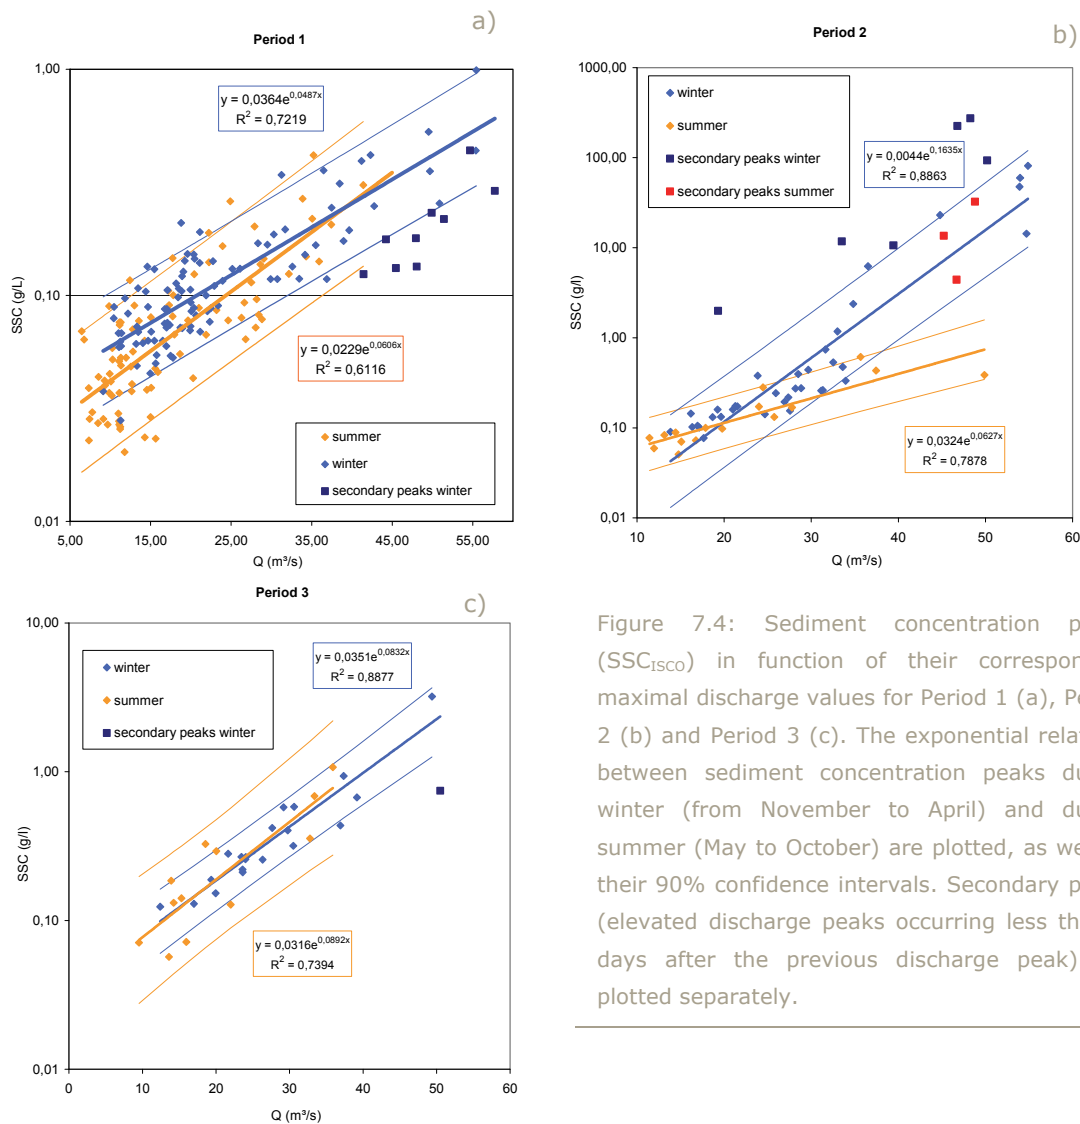 a)
Period 1
1,00
0,10
0,01
SSC (g/L)
y = 0,0364e^0,0487x
R² = 0,7219
y = 0,0229e^0,0606x
R² = 0,6116
summer
winter
secondary peaks winter
5,00 15,00 25,00 35,00 45,00 55,00
Q (m³/s)
b)
Period 2
1000,00
100,00
10,00
1,00
0,10
0,01
SSC (g/l)
winter
summer
secondary peaks winter
secondary peaks summer
y = 0,0044e^0,1635x
R² = 0,8863
y = 0,0324e^0,0627x
R² = 0,7878
10 20 30 40 50 60
Q (m³/s)
c)
Period 3
10,00
1,00
0,10
0,01
SSC (g/l)
winter
summer
secondary peaks winter
y = 0,0351e^0,0832x
R² = 0,8877
y = 0,0316e^0,0892x
R² = 0,7394
0 10 20 30 40 50 60
Q (m³/s)
Figure 7.4: Sediment concentration p
(SSC_ISCO) in function of their correspon
maximal discharge values for Period 1 (a), Pe
2 (b) and Period 3 (c). The exponential relat
between sediment concentration peaks du
winter (from November to April) and du
summer (May to October) are plotted, as we
their 90% confidence intervals. Secondary p
(elevated discharge peaks occurring less th
days after the previous discharge peak)
plotted separately.